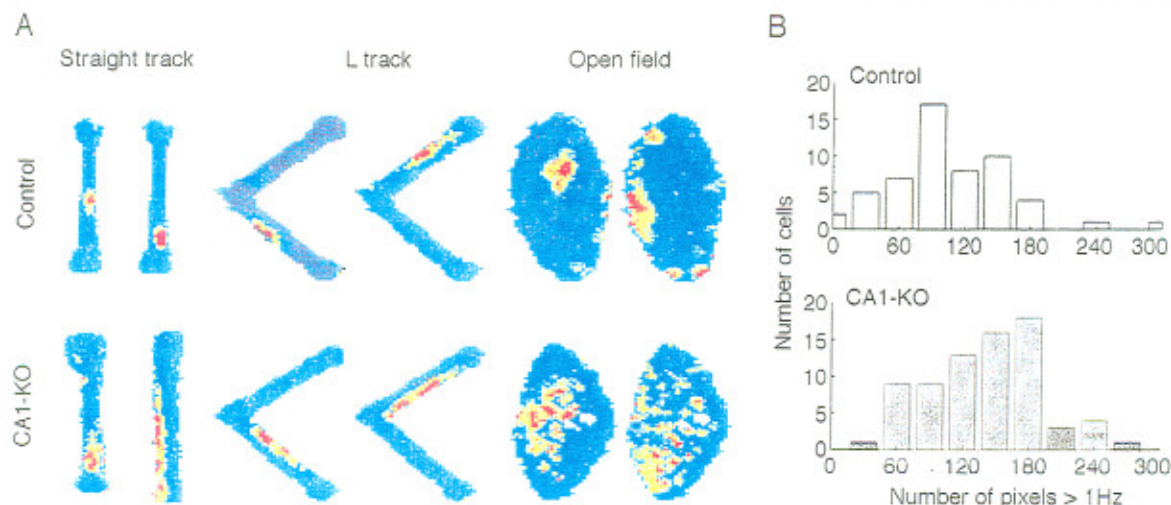 A
Straight track
L track
Open field
Control
CA1-KO
B
Control
20
15
10
5
0
60
120
180
240
300
CA1-KO
20
15
10
5
0
0
60
120
180
240
300
Number of cells
Number of pixels > 1Hz